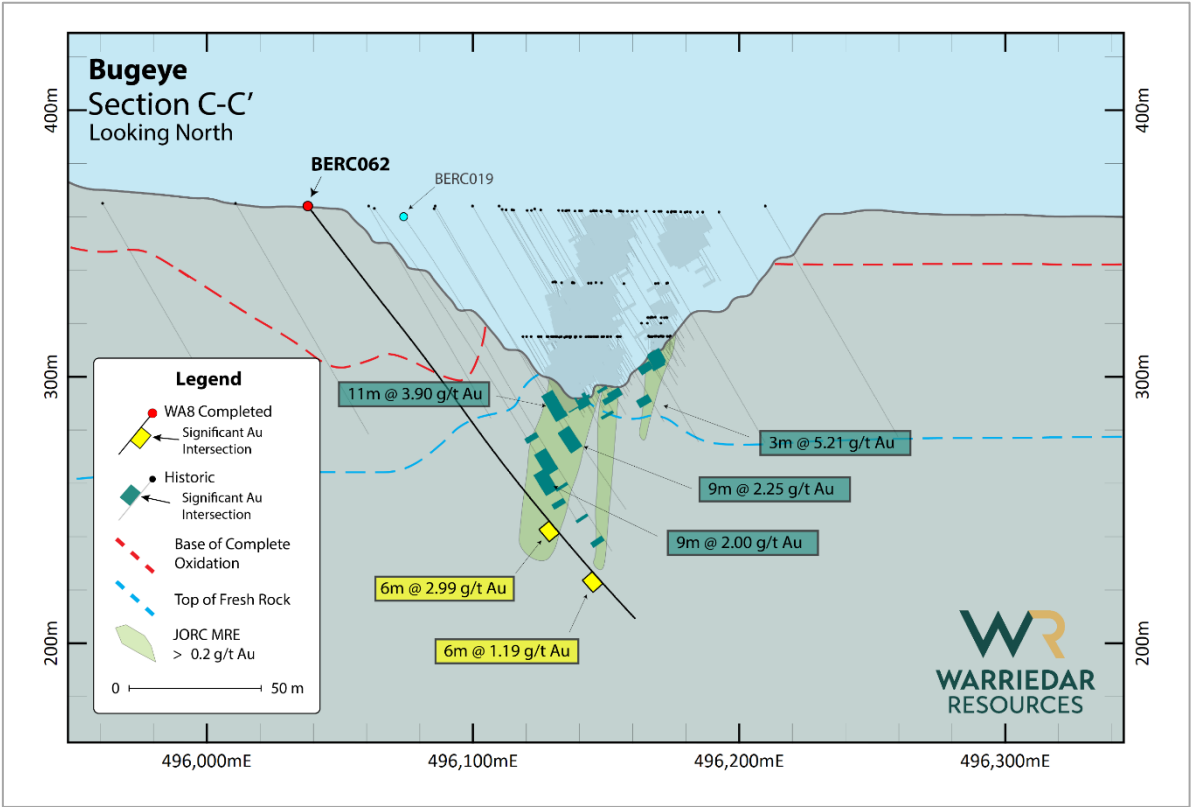 Bugeye
Section C-C’
Looking North
400m
300m
200m
400m
300m
200m
BERC062
BERC019
11m @ 3.90 g/t Au
3m @ 5.21 g/t Au
9m @ 2.25 g/t Au
9m @ 2.00 g/t Au
6m @ 2.99 g/t Au
6m @ 1.19 g/t Au
Legend
WA8 Completed
Significant Au
Intersection
Historic
Significant Au
Intersection
Base of Complete
Oxidation
Top of Fresh Rock
JORC MRE
> 0.2 g/t Au
0 50 m
WR
WARRIEDAR
RESOURCES
496,000mE
496,100mE
496,200mE
496,300mE